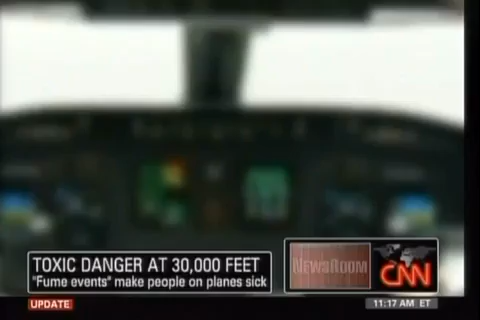 TOXIC DANGER AT 30,000 FEET
"Fume events" make people on planes sick
NEWSROOM
CNN
UPDATE
11:17 AM ET